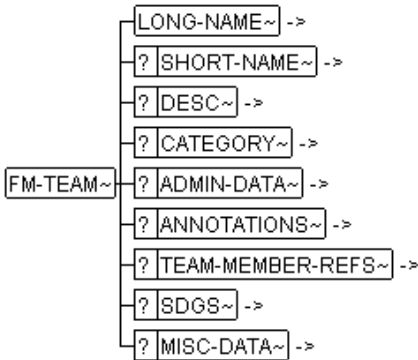 LONG-NAME~ ->
? SHORT-NAME~ ->
? DESC~ ->
? CATEGORY~ ->
FM-TEAM~ ? ADMIN-DATA~ ->
? ANNOTATIONS~ ->
? TEAM-MEMBER-REFS~ ->
? SDGS~ ->
? MISC-DATA~ ->